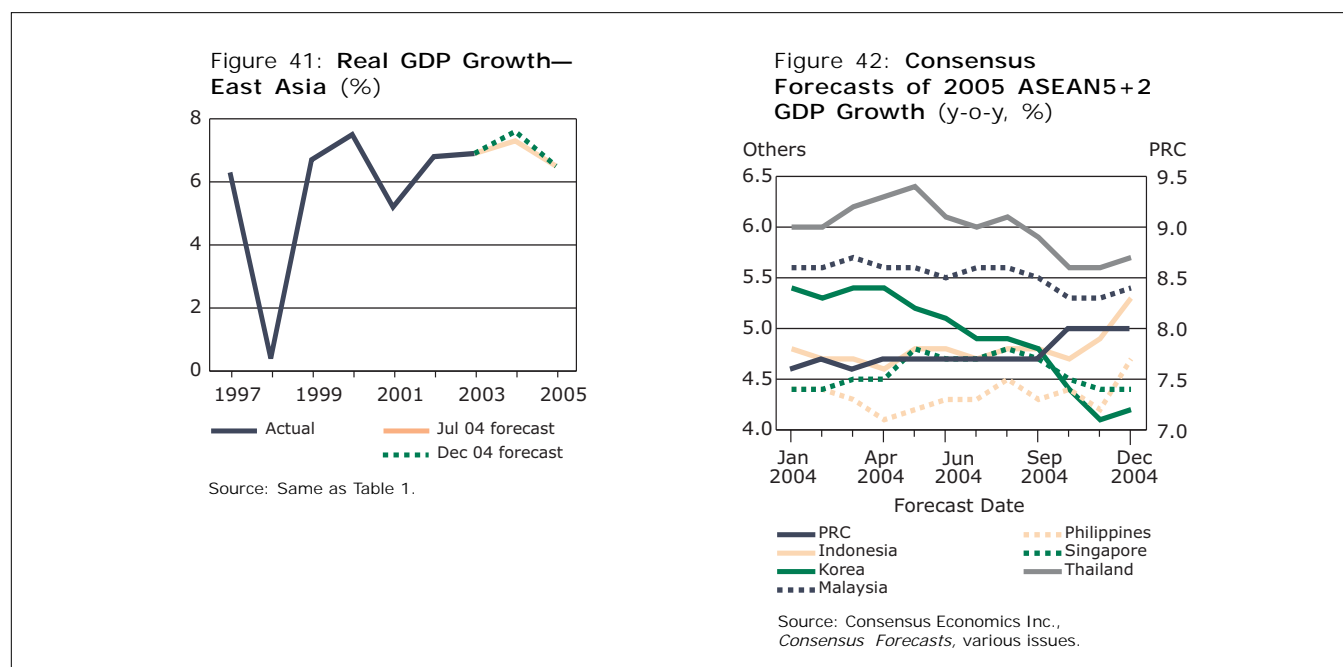 Figure 41: Real GDP Growth—
East Asia (%)
8
6
4
2
0
1997 1999 2001 2003 2005
Actual
Jul 04 forecast
Dec 04 forecast
Source: Same as Table 1.
Figure 42: Consensus
Forecasts of 2005 ASEAN5+2
GDP Growth (y-o-y, %)
Others PRC
6.5 9.5
6.0 9.0
5.5 8.5
5.0 8.0
4.5 7.5
4.0 7.0
Jan Apr Jun Sep Dec
2004 2004 2004 2004 2004
Forecast Date
PRC Philippines
Indonesia Singapore
Korea Thailand
Malaysia
Source: Consensus Economics Inc.,
Consensus Forecasts, various issues.